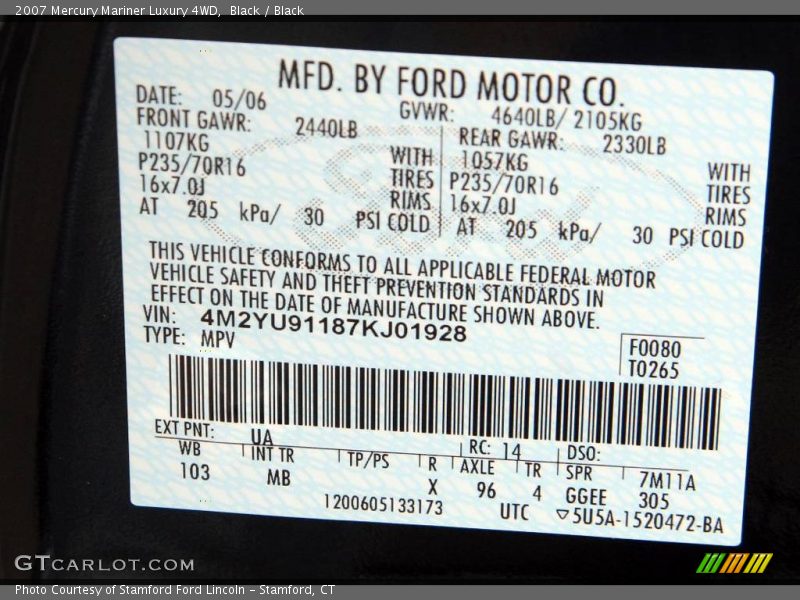 2007 Mercury Mariner Luxury 4WD,  Black / Black
MFD. BY FORD MOTOR CO.
DATE: 05/06 GVWR: 4640LB/ 2105KG
FRONT GAWR: 2440LB REAR GAWR: 2330LB
1107KG WITH 1057KG WITH
P235/70R16 TIRES P235/70R16 TIRES
16x7.0J RIMS 16x7.0J RIMS
AT 205 kPa/ 30 PSI COLD AT 205 kPa/ 30 PSI COLD
THIS VEHICLE CONFORMS TO ALL APPLICABLE FEDERAL MOTOR
VEHICLE SAFETY AND THEFT PREVENTION STANDARDS IN
EFFECT ON THE DATE OF MANUFACTURE SHOWN ABOVE.
VIN: 4M2YU91187KJ01928
TYPE: MPV
F0080
T0265
EXT PNT: UA RC: 14 DSO:
WB INT TR TP/PS R AXLE TR SPR 7M11A
103 MB X 96 4 GGEE 305
1200605133173 UTC ▽5U5A-1520472-BA
GTCARLOT.COM
Photo Courtesy of Stamford Ford Lincoln - Stamford, CT